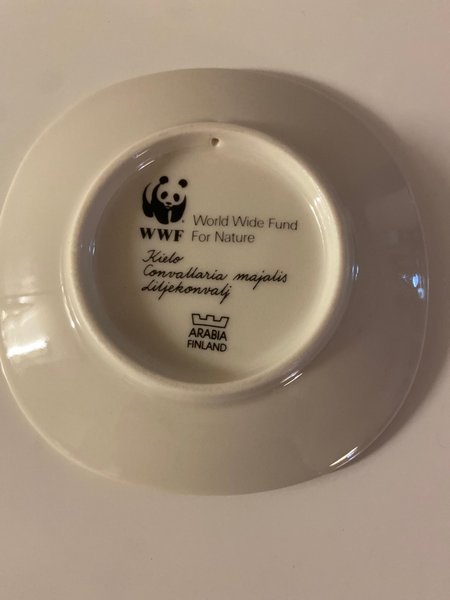 WWF
World Wide Fund
For Nature
Kielo
Convallaria majalis
Liljekonvalj
ARABIA
FINLAND